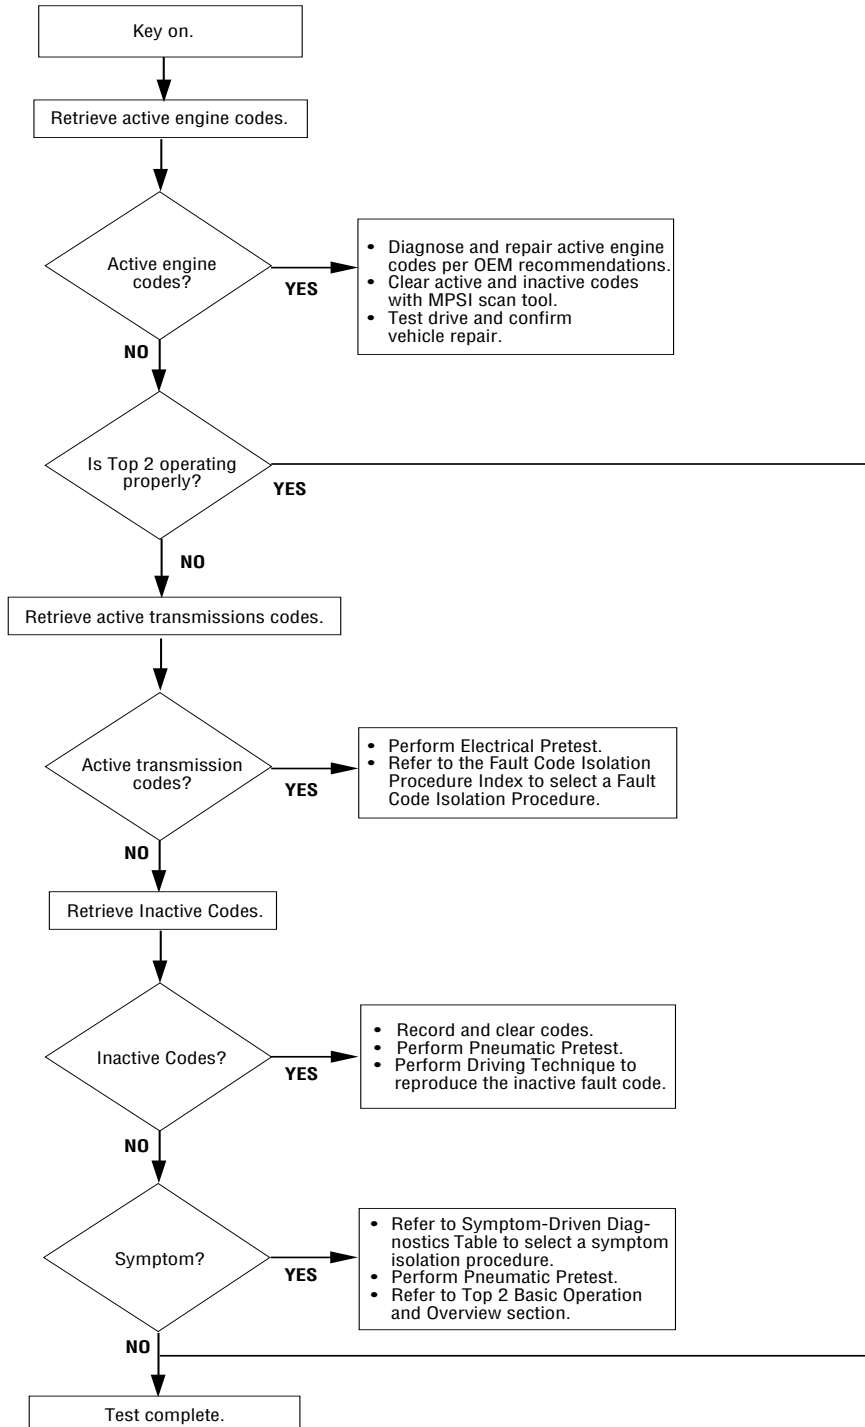 Key on.
Retrieve active engine codes.
Active engine
codes?
YES
• Diagnose and repair active engine
codes per OEM recommendations.
• Clear active and inactive codes
with MPSI scan tool.
• Test drive and confirm
vehicle repair.
NO
Is Top 2 operating
properly?
YES
NO
Retrieve active transmissions codes.
Active transmission
codes?
YES
• Perform Electrical Pretest.
• Refer to the Fault Code Isolation
Procedure Index to select a Fault
Code Isolation Procedure.
NO
Retrieve Inactive Codes.
Inactive Codes?
YES
• Record and clear codes.
• Perform Pneumatic Pretest.
• Perform Driving Technique to
reproduce the inactive fault code.
NO
Symptom?
YES
• Refer to Symptom-Driven Diag-
nostics Table to select a symptom
isolation procedure.
• Perform Pneumatic Pretest.
• Refer to Top 2 Basic Operation
and Overview section.
NO
Test complete.